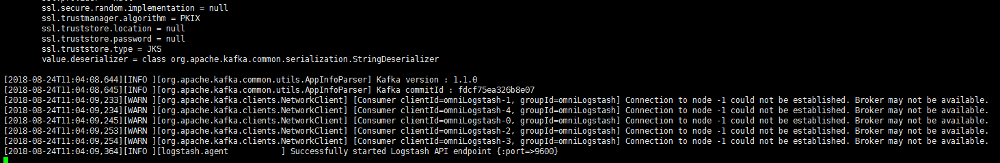 ssl.secure.random.implementation = null
ssl.trustmanager.algorithm = PKIX
ssl.truststore.location = null
ssl.truststore.password = null
ssl.truststore.type = JKS
value.deserializer = class org.apache.kafka.common.serialization.StringDeserializer
[2018-08-24T11:04:08,644][INFO ][org.apache.kafka.common.utils.AppInfoParser] Kafka version : 1.1.0
[2018-08-24T11:04:08,645][INFO ][org.apache.kafka.common.utils.AppInfoParser] Kafka commitId : fdcf75ea326b8e07
[2018-08-24T11:04:09,233][WARN ][org.apache.kafka.clients.NetworkClient] [Consumer clientId=omniLogstash-1, groupId=omniLogstash] Connection to node -1 could not be established. Broker may not be available.
[2018-08-24T11:04:09,234][WARN ][org.apache.kafka.clients.NetworkClient] [Consumer clientId=omniLogstash-4, groupId=omniLogstash] Connection to node -1 could not be established. Broker may not be available.
[2018-08-24T11:04:09,245][WARN ][org.apache.kafka.clients.NetworkClient] [Consumer clientId=omniLogstash-0, groupId=omniLogstash] Connection to node -1 could not be established. Broker may not be available.
[2018-08-24T11:04:09,253][WARN ][org.apache.kafka.clients.NetworkClient] [Consumer clientId=omniLogstash-2, groupId=omniLogstash] Connection to node -1 could not be established. Broker may not be available.
[2018-08-24T11:04:09,254][WARN ][org.apache.kafka.clients.NetworkClient] [Consumer clientId=omniLogstash-3, groupId=omniLogstash] Connection to node -1 could not be established. Broker may not be available.
[2018-08-24T11:04:09,364][INFO ][logstash.agent           ] Successfully started Logstash API endpoint {:port=>9600}